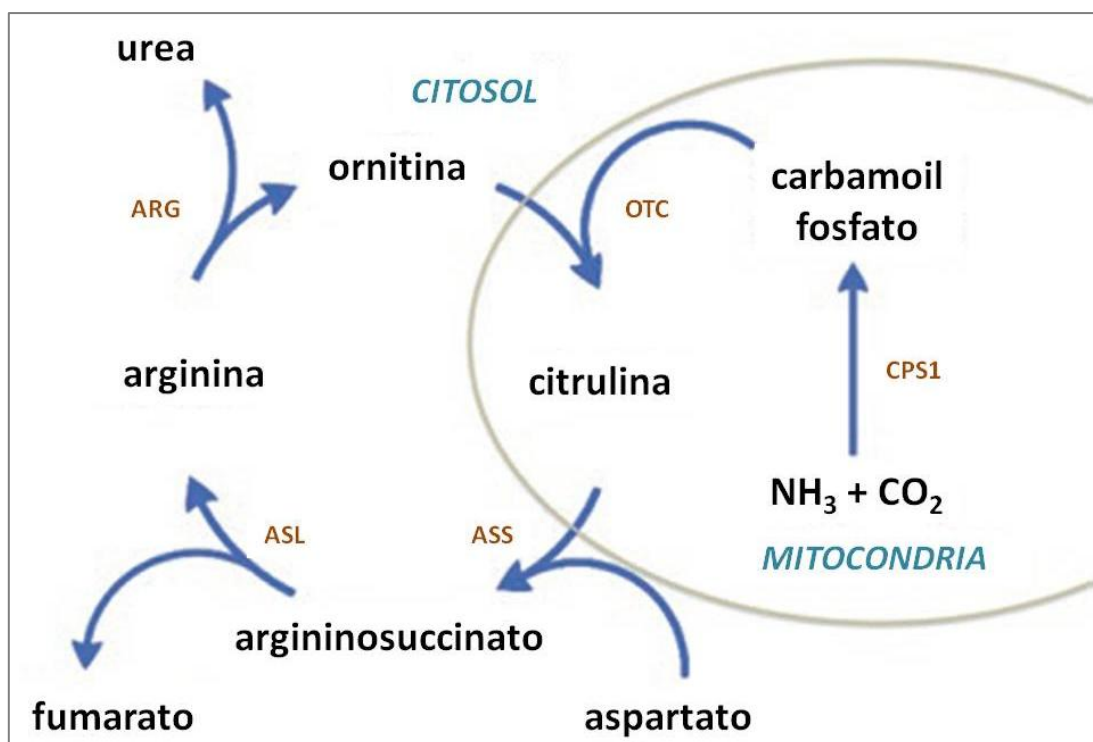 urea
CITOSOL
ornitina
carbamoil
fosfato
ARG
OTC
arginina
citrulina
CPS1
NH₃ + CO₂
ASL
ASS
MITOCONDRIA
argininosuccinato
fumarato
aspartato